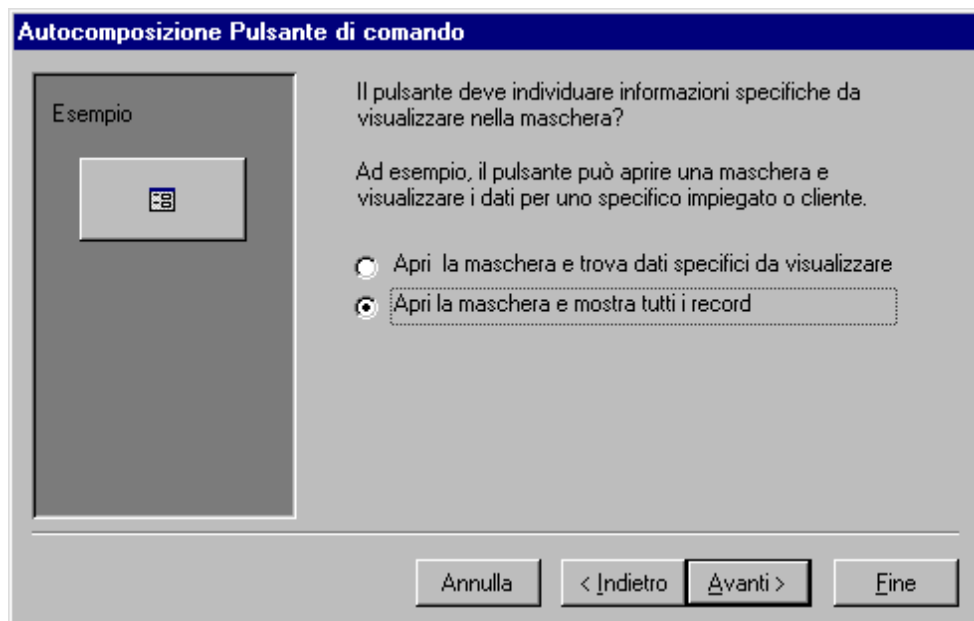 Autocomposizione Pulsante di comando
Esempio
Il pulsante deve individuare informazioni specifiche da
visualizzare nella maschera?
Ad esempio, il pulsante può aprire una maschera e
visualizzare i dati per uno specifico impiegato o cliente.
Apri la maschera e trova dati specifici da visualizzare
Apri la maschera e mostra tutti i record
Annulla
< Indietro
Avanti >
Fine